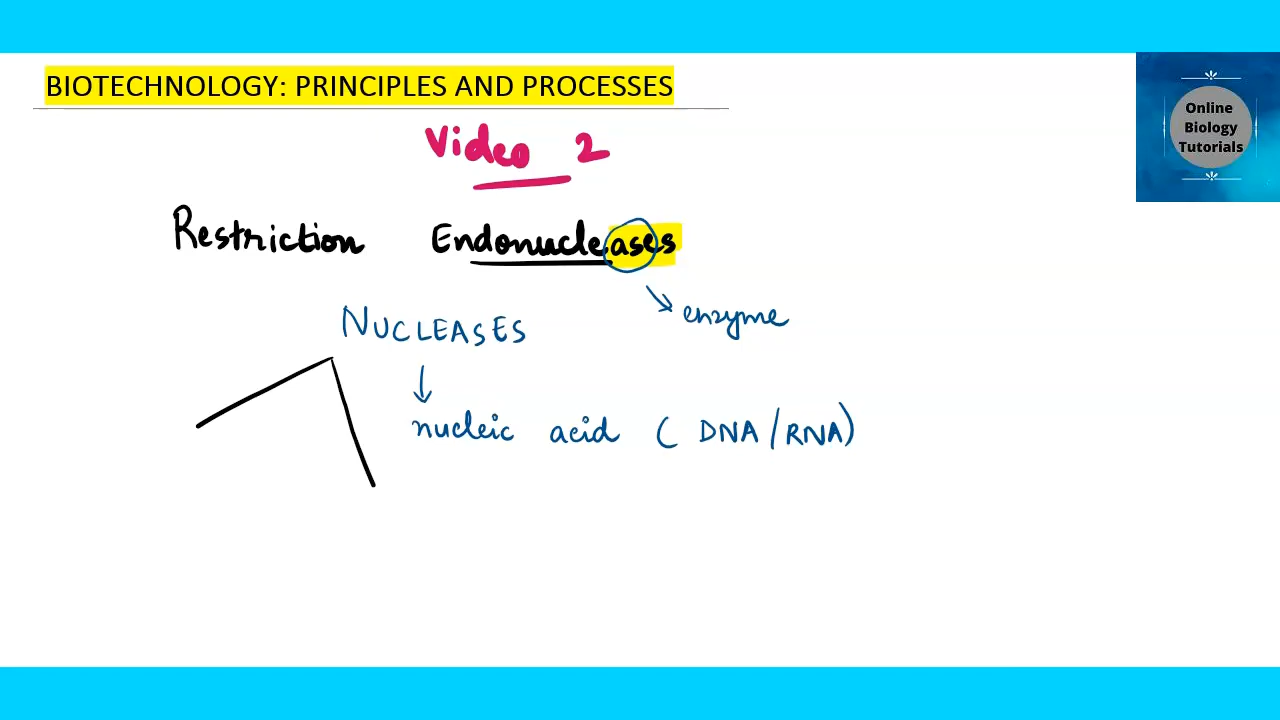 BIOTECHNOLOGY: PRINCIPLES AND PROCESSES
Online
Biology
Tutorials
Video 2
Restriction Endonucleases
enzyme
NUCLEASES
nucleic acid (DNA/RNA)